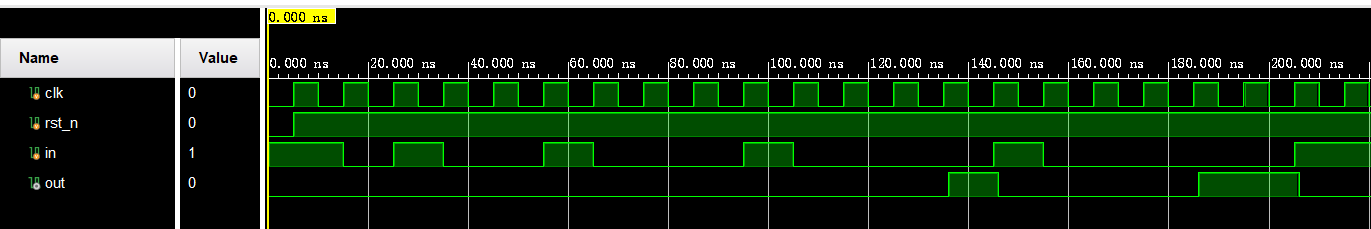 0.000 ns
Name Value
0.000 ns 20.000 ns 40.000 ns 60.000 ns 80.000 ns 100.000 ns 120.000 ns 140.000 ns 160.000 ns 180.000 ns 200.000 ns
clk 0
rst_n 0
in 1
out 0